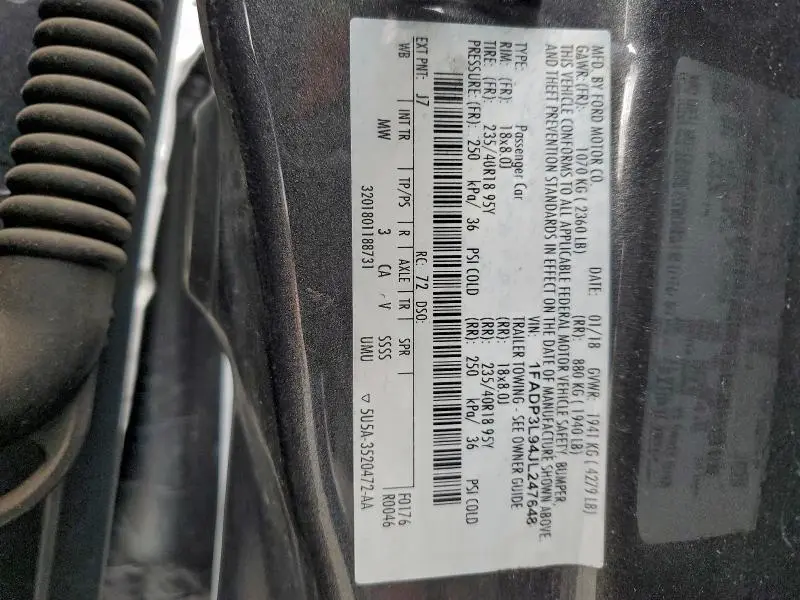 MFD. BY FORD MOTOR CO. DATE: 01/18 GVWR: 1941 KG ( 4279 LB)
GAWR: (FR): 1070 KG ( 2360 LB) (RR): 880 KG ( 1940 LB)
THIS VEHICLE CONFORMS TO ALL APPLICABLE FEDERAL MOTOR VEHICLE SAFETY, BUMPER,
AND THEFT PREVENTION STANDARDS IN EFFECT ON THE DATE OF MANUFACTURE SHOWN ABOVE.
VIN: 1FADP3L94JL247648
TYPE: Passenger Car TRAILER TOWING - SEE OWNER GUIDE
RIM: (FR): 18x8.0J (RR): 18x8.0J
TIRE: (FR): 235/40R18 95Y (RR): 235/40R18 95Y
PRESSURE: (FR): 250 kPa/ 36 PSI COLD (RR): 250 kPa/ 36 PSI COLD
EXT PNT: J7 RC: 72 DSO: F0176
WB INT TR TP/PS R AXLE TR SPR R0046
MW 3 CA V SSSS
UMU
3201801188731 ▽ 5U5A-3520472-AA